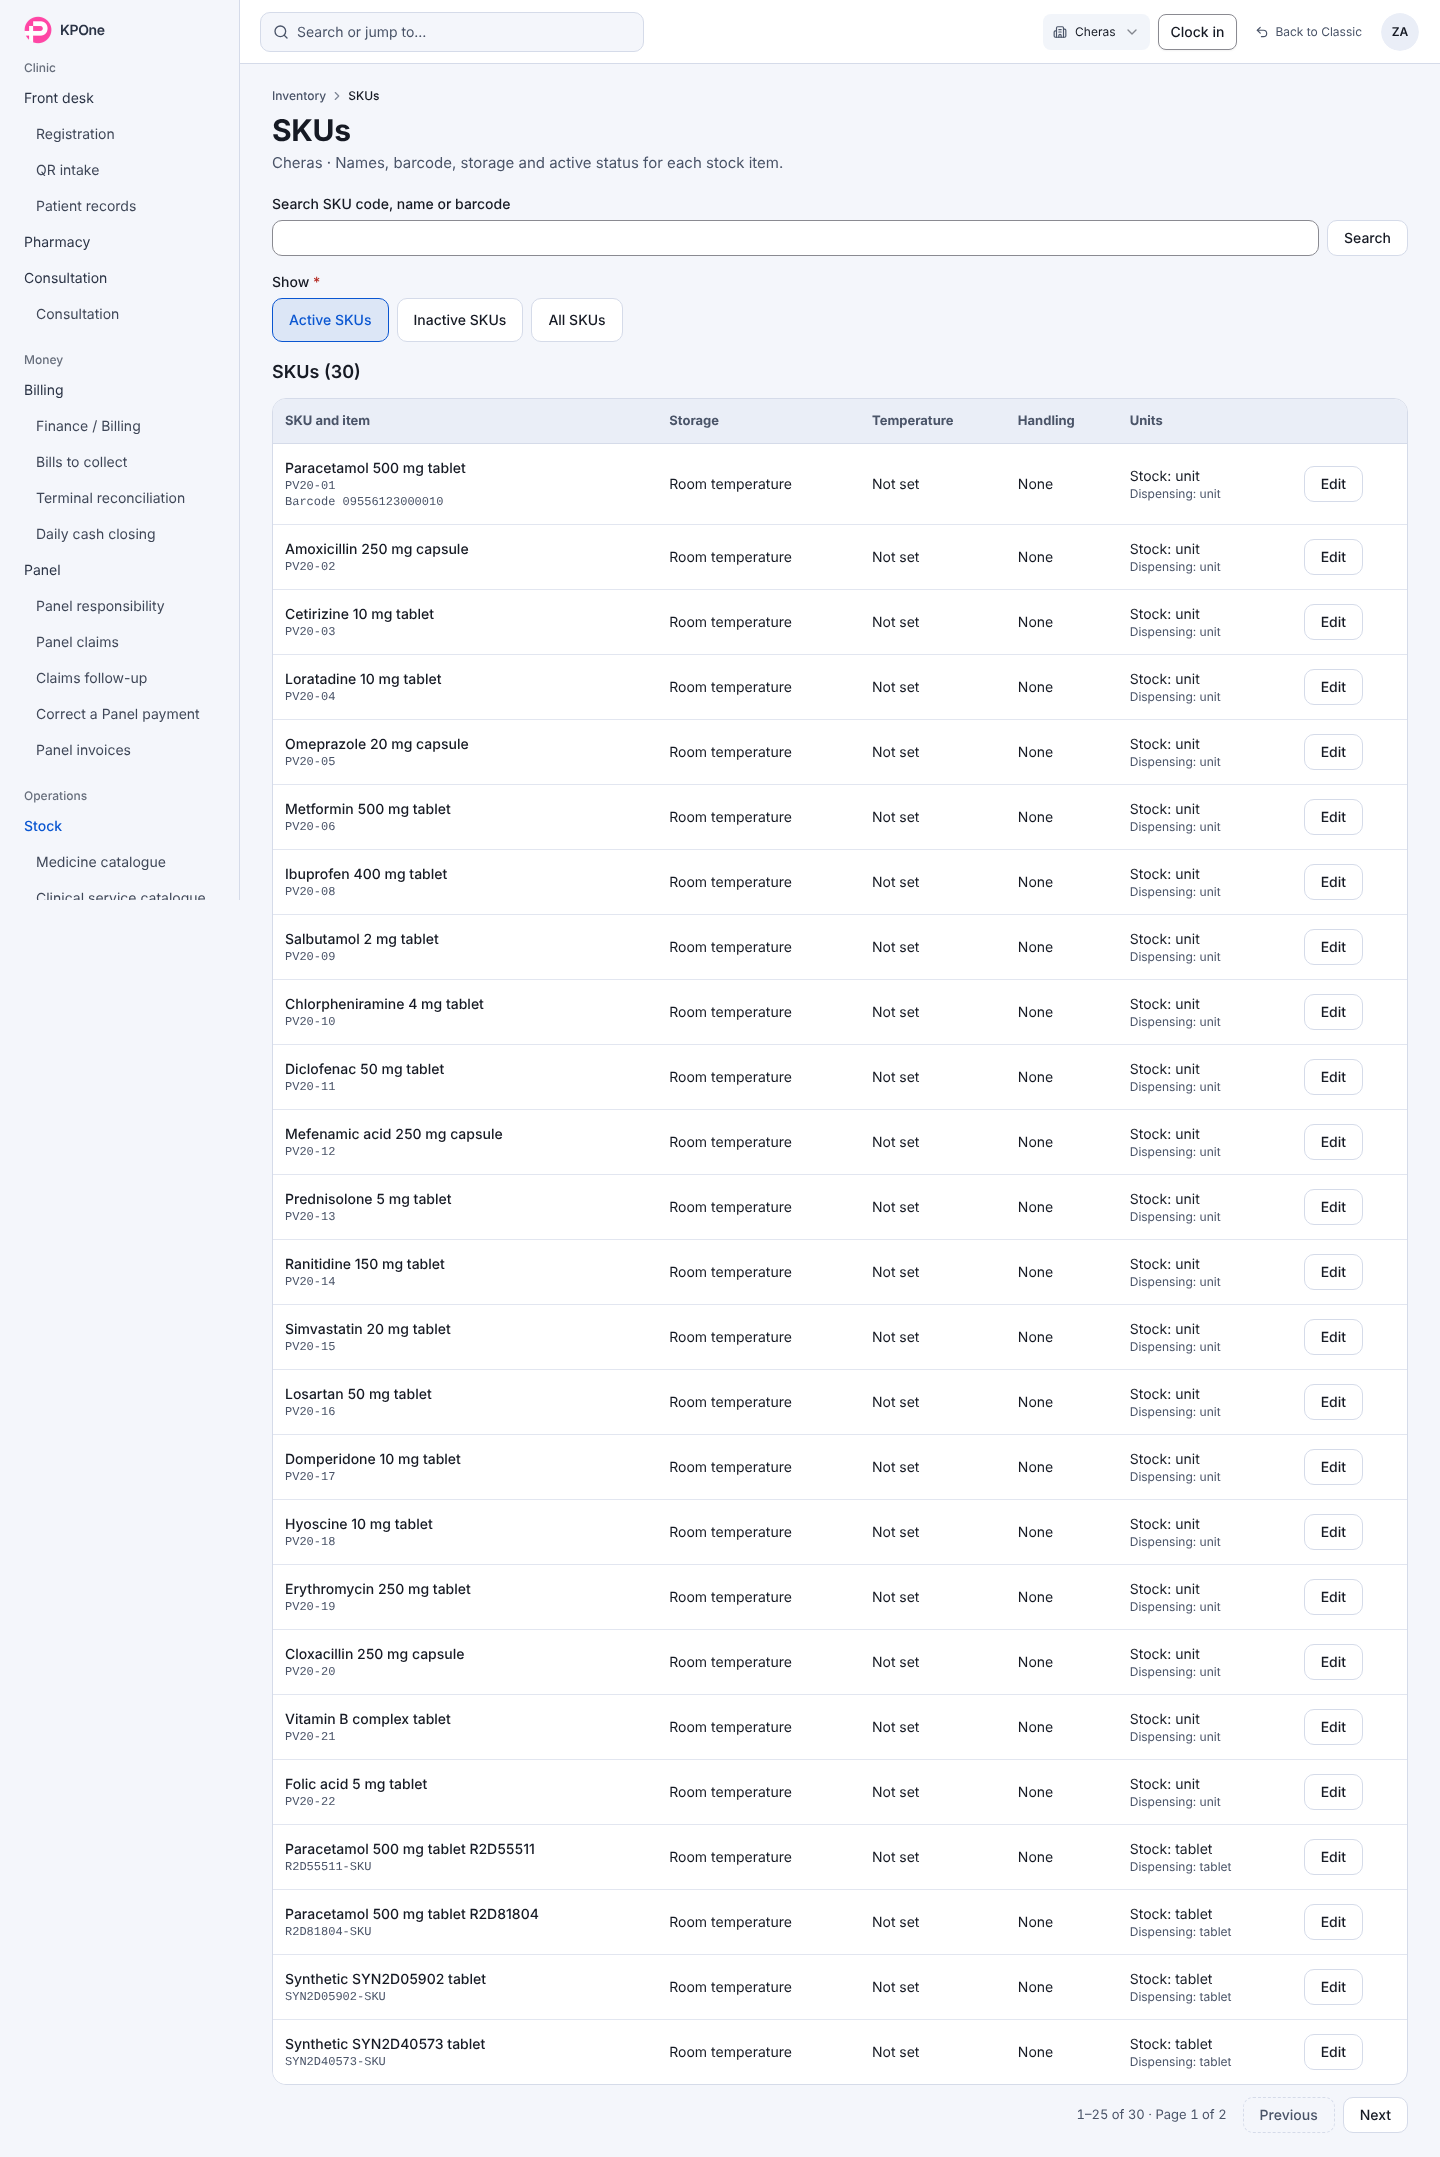 KPOne
Clinic
Front desk
Registration
QR intake
Patient records
Pharmacy
Consultation
Consultation
Money
Billing
Finance / Billing
Bills to collect
Terminal reconciliation
Daily cash closing
Panel
Panel responsibility
Panel claims
Claims follow-up
Correct a Panel payment
Panel invoices
Operations
Stock
Medicine catalogue
Clinical service catalogue
Search or jump to...
Cheras
Clock in
Back to Classic
ZA
Inventory > SKUs
SKUs
Cheras · Names, barcode, storage and active status for each stock item.
Search SKU code, name or barcode
Search
Show *
Active SKUs Inactive SKUs All SKUs
SKUs (30)
SKU and item Storage Temperature Handling Units
Paracetamol 500 mg tablet
PV20-01
Barcode 09556123000010
Room temperature Not set None
Stock: unit
Dispensing: unit
Edit
Amoxicillin 250 mg capsule
PV20-02
Room temperature Not set None
Stock: unit
Dispensing: unit
Edit
Cetirizine 10 mg tablet
PV20-03
Room temperature Not set None
Stock: unit
Dispensing: unit
Edit
Loratadine 10 mg tablet
PV20-04
Room temperature Not set None
Stock: unit
Dispensing: unit
Edit
Omeprazole 20 mg capsule
PV20-05
Room temperature Not set None
Stock: unit
Dispensing: unit
Edit
Metformin 500 mg tablet
PV20-06
Room temperature Not set None
Stock: unit
Dispensing: unit
Edit
Ibuprofen 400 mg tablet
PV20-08
Room temperature Not set None
Stock: unit
Dispensing: unit
Edit
Salbutamol 2 mg tablet
PV20-09
Room temperature Not set None
Stock: unit
Dispensing: unit
Edit
Chlorpheniramine 4 mg tablet
PV20-10
Room temperature Not set None
Stock: unit
Dispensing: unit
Edit
Diclofenac 50 mg tablet
PV20-11
Room temperature Not set None
Stock: unit
Dispensing: unit
Edit
Mefenamic acid 250 mg capsule
PV20-12
Room temperature Not set None
Stock: unit
Dispensing: unit
Edit
Prednisolone 5 mg tablet
PV20-13
Room temperature Not set None
Stock: unit
Dispensing: unit
Edit
Ranitidine 150 mg tablet
PV20-14
Room temperature Not set None
Stock: unit
Dispensing: unit
Edit
Simvastatin 20 mg tablet
PV20-15
Room temperature Not set None
Stock: unit
Dispensing: unit
Edit
Losartan 50 mg tablet
PV20-16
Room temperature Not set None
Stock: unit
Dispensing: unit
Edit
Domperidone 10 mg tablet
PV20-17
Room temperature Not set None
Stock: unit
Dispensing: unit
Edit
Hyoscine 10 mg tablet
PV20-18
Room temperature Not set None
Stock: unit
Dispensing: unit
Edit
Erythromycin 250 mg tablet
PV20-19
Room temperature Not set None
Stock: unit
Dispensing: unit
Edit
Cloxacillin 250 mg capsule
PV20-20
Room temperature Not set None
Stock: unit
Dispensing: unit
Edit
Vitamin B complex tablet
PV20-21
Room temperature Not set None
Stock: unit
Dispensing: unit
Edit
Folic acid 5 mg tablet
PV20-22
Room temperature Not set None
Stock: unit
Dispensing: unit
Edit
Paracetamol 500 mg tablet R2D55511
R2D55511-SKU
Room temperature Not set None
Stock: tablet
Dispensing: tablet
Edit
Paracetamol 500 mg tablet R2D81804
R2D81804-SKU
Room temperature Not set None
Stock: tablet
Dispensing: tablet
Edit
Synthetic SYN2D05902 tablet
SYN2D05902-SKU
Room temperature Not set None
Stock: tablet
Dispensing: tablet
Edit
Synthetic SYN2D40573 tablet
SYN2D40573-SKU
Room temperature Not set None
Stock: tablet
Dispensing: tablet
Edit
1–25 of 30 · Page 1 of 2 Previous Next